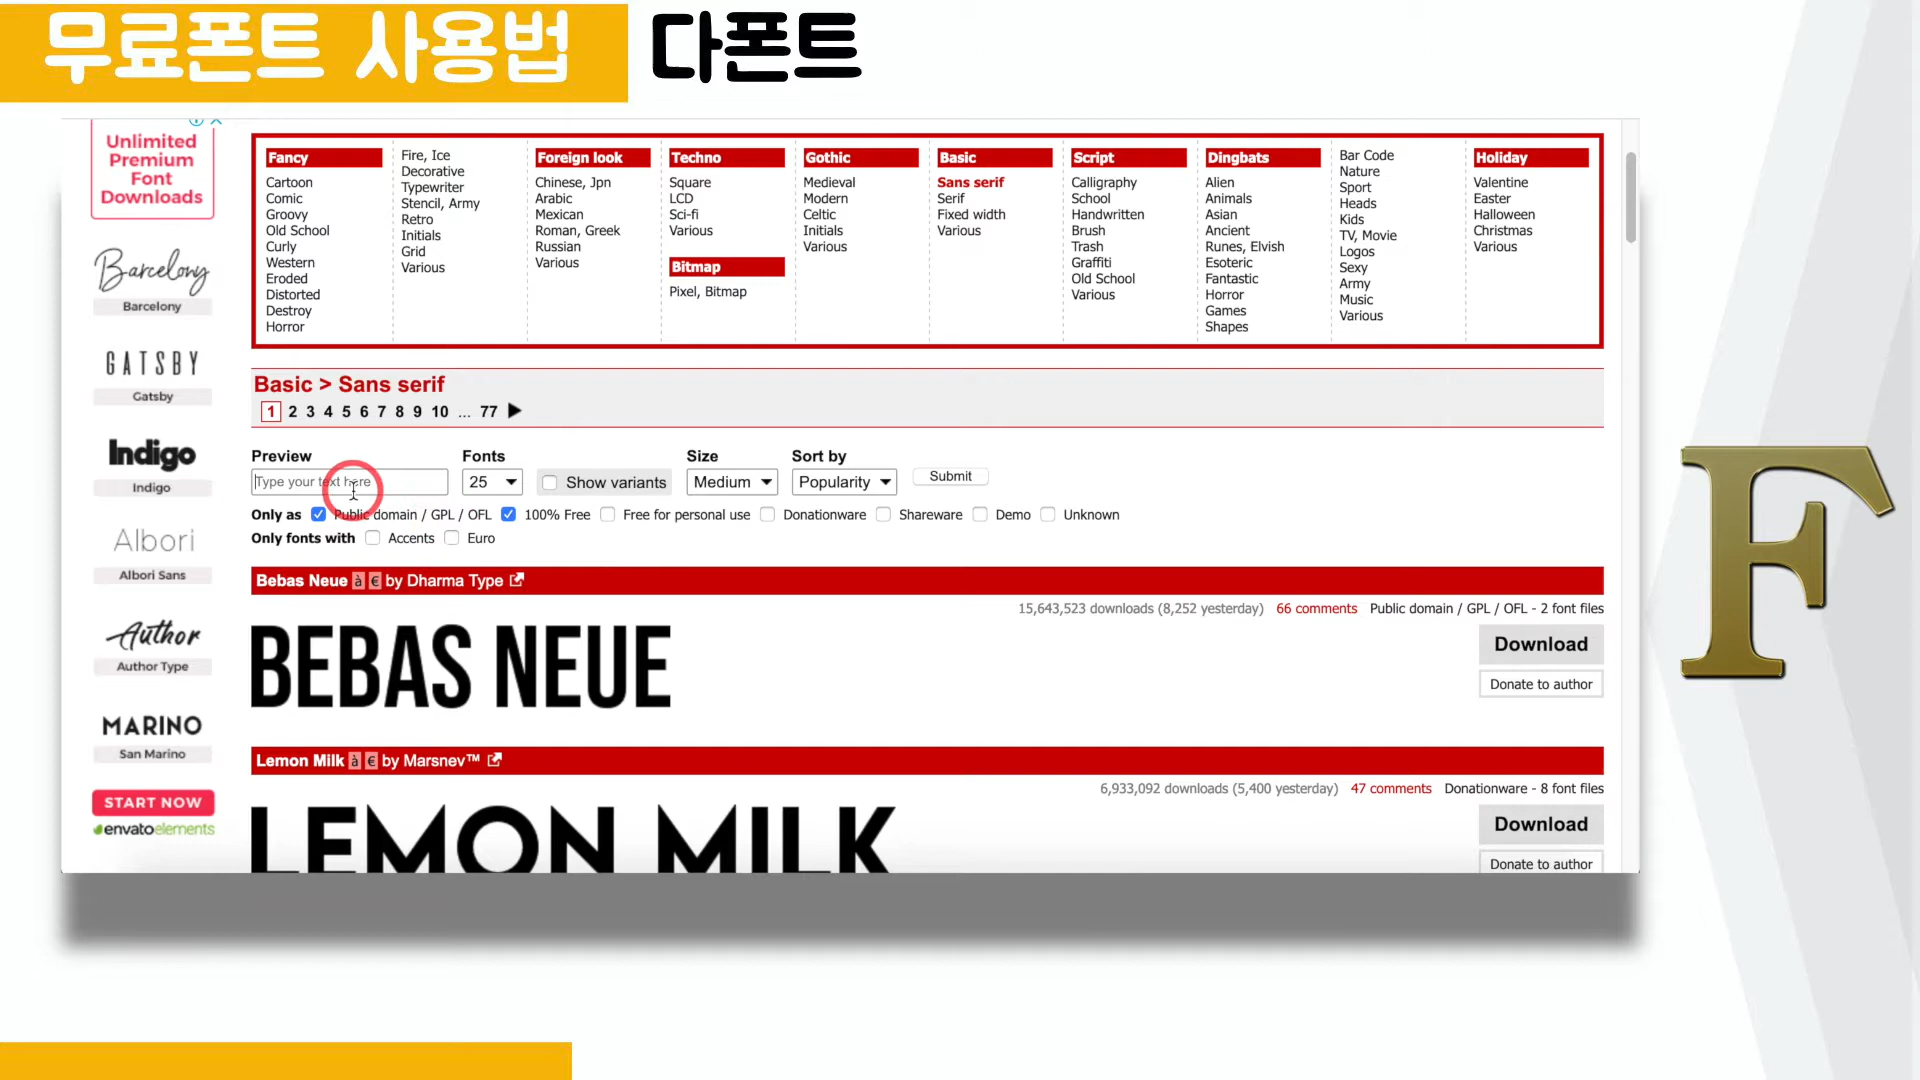 무료폰트 사용법 다폰트
Unlimited
Premium
Font
Downloads
Barcelony
Barcelony
GATSBY
Gatsby
Indigo
Indigo
Albori
Albori Sans
Author
Author Type
MARINO
San Marino
START NOW
envatoelements
Fancy
Cartoon
Comic
Groovy
Old School
Curly
Western
Eroded
Distorted
Destroy
Horror
Fire, Ice
Decorative
Typewriter
Stencil, Army
Retro
Initials
Grid
Various
Foreign look
Chinese, Jpn
Arabic
Mexican
Roman, Greek
Russian
Various
Techno
Square
LCD
Sci-fi
Various
Bitmap
Pixel, Bitmap
Gothic
Medieval
Modern
Celtic
Initials
Various
Basic
Sans serif
Serif
Fixed width
Various
Script
Calligraphy
School
Handwritten
Brush
Trash
Graffiti
Old School
Various
Dingbats
Alien
Animals
Asian
Ancient
Runes, Elvish
Esoteric
Fantastic
Horror
Games
Shapes
Bar Code
Nature
Sport
Heads
Kids
TV, Movie
Logos
Sexy
Army
Music
Various
Holiday
Valentine
Easter
Halloween
Christmas
Various
Basic > Sans serif
1 2 3 4 5 6 7 8 9 10 ... 77
Preview Fonts Size Sort by
Type your text here 25 Show variants Medium Popularity Submit
Only as Public domain / GPL / OFL 100% Free Free for personal use Donationware Shareware Demo Unknown
Only fonts with Accents Euro
Bebas Neue à € by Dharma Type
15,643,523 downloads (8,252 yesterday) 66 comments Public domain / GPL / OFL - 2 font files
BEBAS NEUE
Download
Donate to author
Lemon Milk à € by Marsnev™
6,933,092 downloads (5,400 yesterday) 47 comments Donationware - 8 font files
LEMON MILK
Download
Donate to author
F